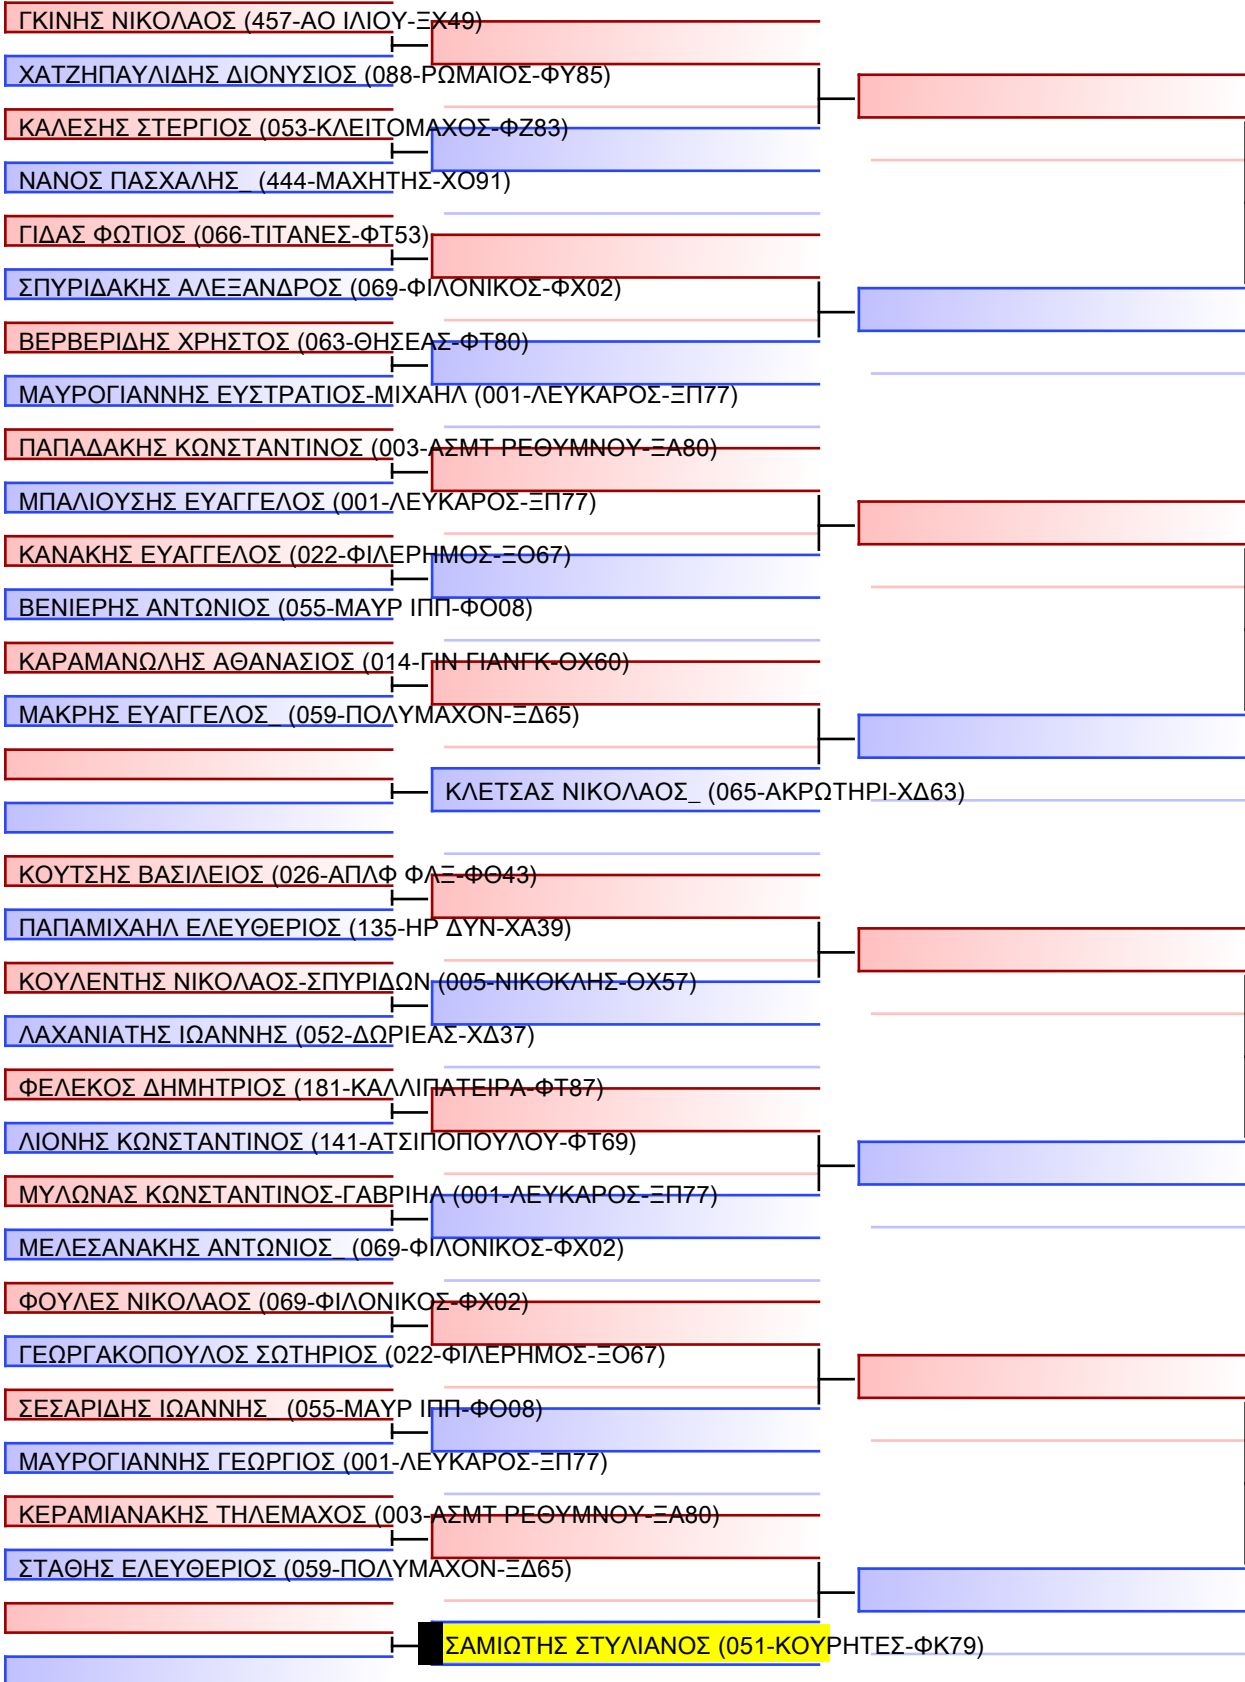 ΓΚΙΝΗΣ ΝΙΚΟΛΑΟΣ (457-ΑΟ ΙΛΙΟΥ-ΞΧ49)
ΧΑΤΖΗΠΑΥΛΙΔΗΣ ΔΙΟΝΥΣΙΟΣ (088-ΡΩΜΑΙΟΣ-ΦΥ85)
ΚΑΛΕΣΗΣ ΣΤΕΡΓΙΟΣ (053-ΚΛΕΙΤΟΜΑΧΟΣ-ΦΖ83)
ΝΑΝΟΣ ΠΑΣΧΑΛΗΣ_ (444-ΜΑΧΗΤΗΣ-ΧΟ91)
ΓΙΔΑΣ ΦΩΤΙΟΣ (066-ΤΙΤΑΝΕΣ-ΦΤ53)
ΣΠΥΡΙΔΑΚΗΣ ΑΛΕΞΑΝΔΡΟΣ (069-ΦΙΛΟΝΙΚΟΣ-ΦΧ02)
ΒΕΡΒΕΡΙΔΗΣ ΧΡΗΣΤΟΣ (063-ΘΗΣΕΑΣ-ΦΤ80)
ΜΑΥΡΟΓΙΑΝΝΗΣ ΕΥΣΤΡΑΤΙΟΣ-ΜΙΧΑΗΛ (001-ΛΕΥΚΑΡΟΣ-ΞΠ77)
ΠΑΠΑΔΑΚΗΣ ΚΩΝΣΤΑΝΤΙΝΟΣ (003-ΑΣΜΤ ΡΕΘΥΜΝΟΥ-ΞΑ80)
ΜΠΑΛΙΟΥΣΗΣ ΕΥΑΓΓΕΛΟΣ (001-ΛΕΥΚΑΡΟΣ-ΞΠ77)
ΚΑΝΑΚΗΣ ΕΥΑΓΓΕΛΟΣ (022-ΦΙΛΕΡΗΜΟΣ-ΞΟ67)
ΒΕΝΙΕΡΗΣ ΑΝΤΩΝΙΟΣ (055-ΜΑΥΡ ΙΠΠ-ΦΟ08)
ΚΑΡΑΜΑΝΩΛΗΣ ΑΘΑΝΑΣΙΟΣ (014-ΓΙΝ ΓΙΑΝΓΚ-ΟΧ60)
ΜΑΚΡΗΣ ΕΥΑΓΓΕΛΟΣ_ (059-ΠΟΛΥΜΑΧΟΝ-ΞΔ65)
ΚΛΕΤΣΑΣ ΝΙΚΟΛΑΟΣ_ (065-ΑΚΡΩΤΗΡΙ-ΧΔ63)
ΚΟΥΤΣΗΣ ΒΑΣΙΛΕΙΟΣ (026-ΑΠΛΦ ΦΛΞ-ΦΘ43)
ΠΑΠΑΜΙΧΑΗΛ ΕΛΕΥΘΕΡΙΟΣ (135-ΗΡ ΔΥΝ-ΧΑ39)
ΚΟΥΛΕΝΤΗΣ ΝΙΚΟΛΑΟΣ-ΣΠΥΡΙΔΩΝ (005-ΝΙΚΟΚΛΗΣ-ΟΧ57)
ΛΑΧΑΝΙΑΤΗΣ ΙΩΑΝΝΗΣ (052-ΔΩΡΙΕΑΣ-ΧΔ37)
ΦΕΛΕΚΟΣ ΔΗΜΗΤΡΙΟΣ (181-ΚΑΛΛΙΠΑΤΕΙΡΑ-ΦΤ87)
ΛΙΟΝΗΣ ΚΩΝΣΤΑΝΤΙΝΟΣ (141-ΑΤΣΙΠΟΠΟΥΛΟΥ-ΦΤ69)
ΜΥΛΩΝΑΣ ΚΩΝΣΤΑΝΤΙΝΟΣ-ΓΑΒΡΙΗΛ (001-ΛΕΥΚΑΡΟΣ-ΞΠ77)
ΜΕΛΕΣΑΝΑΚΗΣ ΑΝΤΩΝΙΟΣ_ (069-ΦΙΛΟΝΙΚΟΣ-ΦΧ02)
ΦΟΥΛΕΣ ΝΙΚΟΛΑΟΣ (069-ΦΙΛΟΝΙΚΟΣ-ΦΧ02)
ΓΕΩΡΓΑΚΟΠΟΥΛΟΣ ΣΩΤΗΡΙΟΣ (022-ΦΙΛΕΡΗΜΟΣ-ΞΟ67)
ΣΕΣΑΡΙΔΗΣ ΙΩΑΝΝΗΣ_ (055-ΜΑΥΡ ΙΠΠ-ΦΟ08)
ΜΑΥΡΟΓΙΑΝΝΗΣ ΓΕΩΡΓΙΟΣ (001-ΛΕΥΚΑΡΟΣ-ΞΠ77)
ΚΕΡΑΜΙΑΝΑΚΗΣ ΤΗΛΕΜΑΧΟΣ (003-ΑΣΜΤ ΡΕΘΥΜΝΟΥ-ΞΑ80)
ΣΤΑΘΗΣ ΕΛΕΥΘΕΡΙΟΣ (059-ΠΟΛΥΜΑΧΟΝ-ΞΔ65)
ΣΑΜΙΩΤΗΣ ΣΤΥΛΙΑΝΟΣ (051-ΚΟΥΡΗΤΕΣ-ΦΚ79)